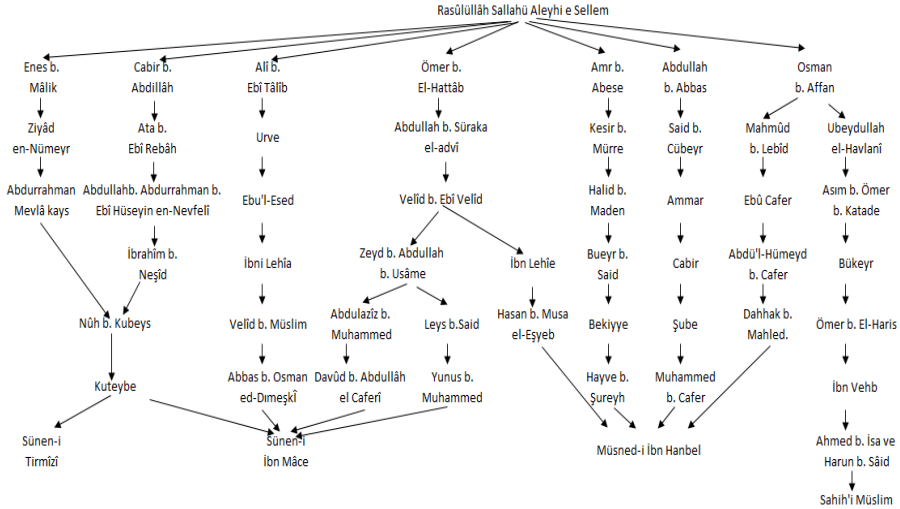 Rasûlüllâh Sallahü Aleyhi e Sellem
Enes b.
Mâlik
Cabir b.
Abdillâh
Alî b.
Ebî Tâlîb
Ömer b.
El-Hattâb
Amr b.
Abese
Abdullah
b. Abbas
Osman
b. Affan
Ziyâd
en-Nümeyr
Ata b.
Ebî Rebâh
Urve
Abdullah b. Süraka
el-advî
Kesir b.
Mürre
Said b.
Cübeyr
Mahmûd
b. Lebîd
Ubeydullah
el-Havlanî
Abdurrahman
Mevlâ kays
Abdullahb. Abdurrahman b.
Ebî Hüseyin en-Nevfelî
Ebu'l-Esed
Velîd b. Ebî Velîd
Halid b.
Maden
Ammar
Ebû Cafer
Asım b. Ömer
b. Katade
İbrahîm b.
Neşîd
İbni Lehîa
Zeyd b. Abdullah
b. Usâme
İbn Lehîe
Bueyr b.
Said
Cabir
Abdü'l-Hümeyd
b. Cafer
Bükeyr
Nûh b. Kubeys
Velîd b. Müslim
Abdulazîz b.
Muhammed
Leys b.Said
Hasan b. Musa
el-Eşyeb
Bekiyye
Şube
Dahhak b.
Mahled.
Ömer b. El-Haris
Kuteybe
Abbas b. Osman
ed-DımeşkÎ
Davûd b. Abdullâh
el Caferî
Yunus b.
Muhammed
Hayve b.
Şureyh
Muhammed
b. Cafer
İbn Vehb
Sünen-i
Tirmîzî
Sünen-i
İbn Mâce
Müsned-i İbn Hanbel
Ahmed b. İsa ve
Harun b. Sâid
Sahih'i Müslim